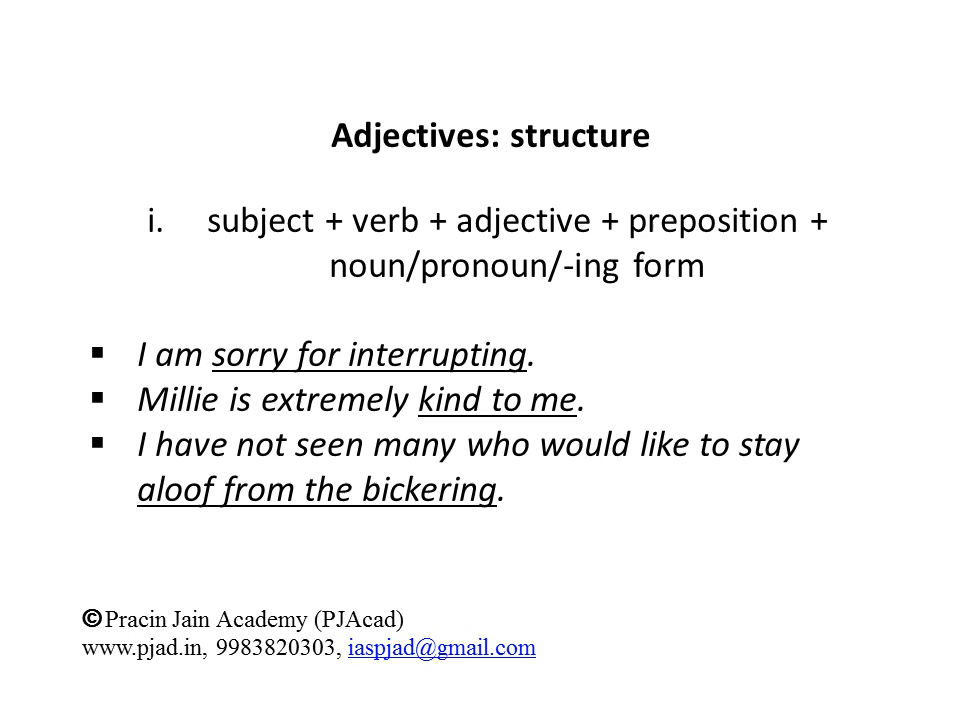 Adjectives: structure
i. subject + verb + adjective + preposition +
noun/pronoun/-ing form
▪ I am sorry for interrupting.
▪ Millie is extremely kind to me.
▪ I have not seen many who would like to stay
aloof from the bickering.
©Pracin Jain Academy (PJAcad)
www.pjad.in, 9983820303, iaspjad@gmail.com